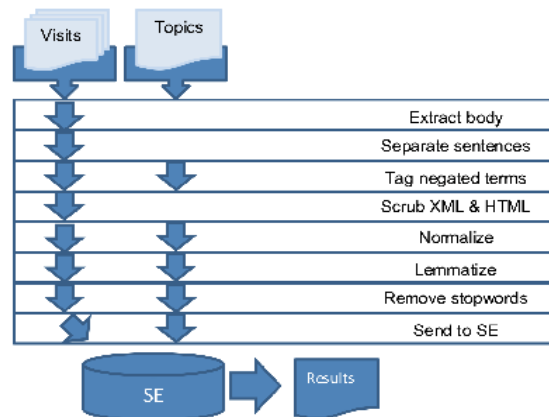 Visits
Topics
Extract body
Separate sentences
Tag negated terms
Scrub XML & HTML
Normalize
Lemmatize
Remove stopwords
Send to SE
SE
Results